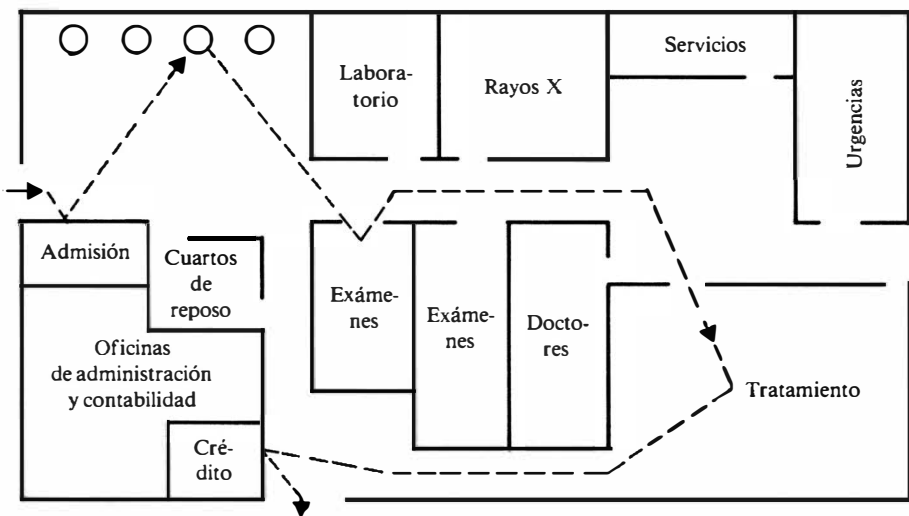 Labora-
torio
Rayos X
Servicios
Urgencias
Admisión
Cuartos
de
reposo
Exáme-
nes
Exáme-
nes
Docto-
res
Oficinas
de administración
y contabilidad
Tratamiento
Cré-
dito